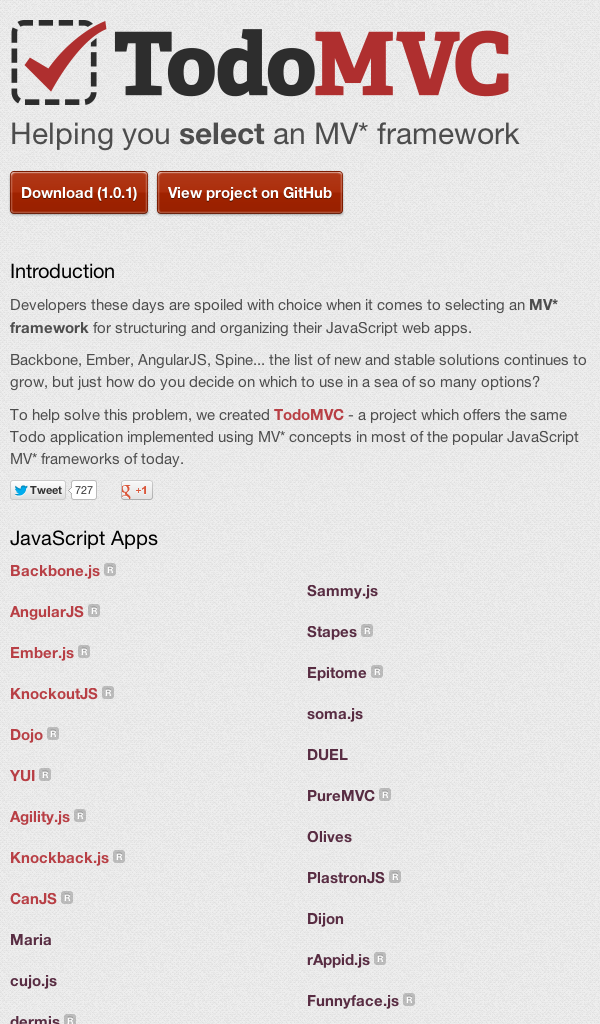 TodoMVC
Helping you select an MV* framework
Download (1.0.1)
View project on GitHub
Introduction
Developers these days are spoiled with choice when it comes to selecting an MV*
framework for structuring and organizing their JavaScript web apps.
Backbone, Ember, AngularJS, Spine... the list of new and stable solutions continues to
grow, but just how do you decide on which to use in a sea of so many options?
To help solve this problem, we created TodoMVC - a project which offers the same
Todo application implemented using MV* concepts in most of the popular JavaScript
MV* frameworks of today.
Tweet 727 g +1
JavaScript Apps
Backbone.js R
AngularJS R
Ember.js R
KnockoutJS R
Dojo R
YUI R
Agility.js R
Knockback.js R
CanJS R
Maria
cujo.js
dermis R
Sammy.js
Stapes R
Epitome R
soma.js
DUEL
PureMVC R
Olives
PlastronJS R
Dijon
rAppid.js R
Funnyface.js R